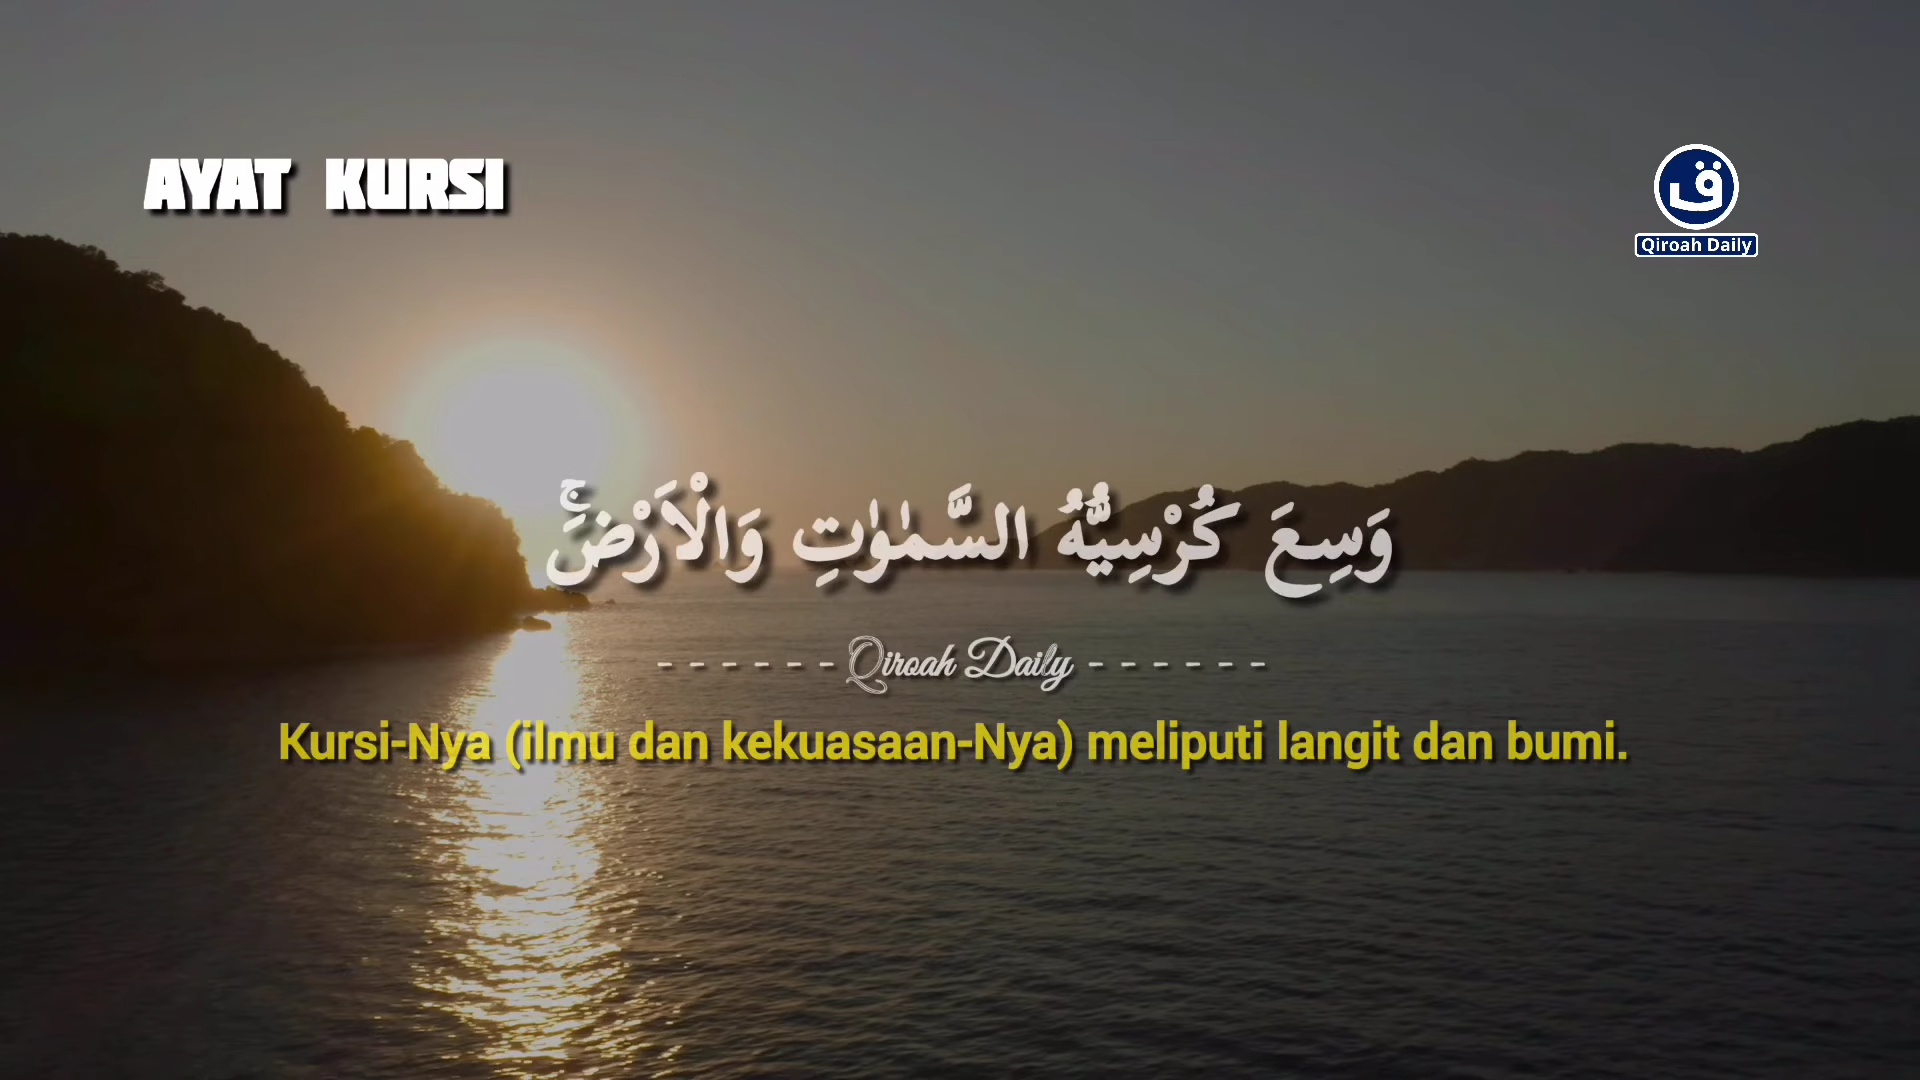 AYAT KURSI
ق
Qiroah Daily
وَسِعَ كُرْسِيُّهُ السَّمٰوٰتِ وَالْاَرْضَۚ
- - - - - - Qiroah Daily - - - - - -
Kursi-Nya (ilmu dan kekuasaan-Nya) meliputi langit dan bumi.